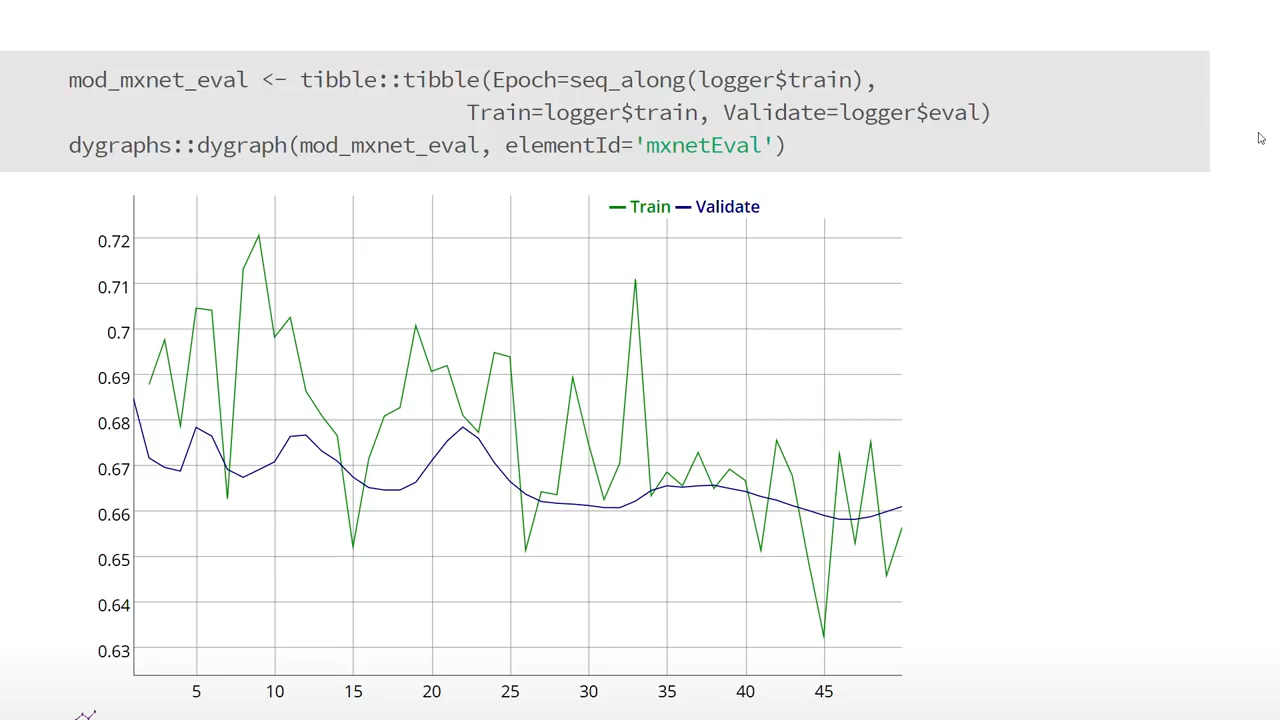 mod_mxnet_eval <- tibble::tibble(Epoch=seq_along(logger$train),
Train=logger$train, Validate=logger$eval)
dygraphs::dygraph(mod_mxnet_eval, elementId='mxnetEval')
Train Validate
0.72
0.71
0.7
0.69
0.68
0.67
0.66
0.65
0.64
0.63
5 10 15 20 25 30 35 40 45